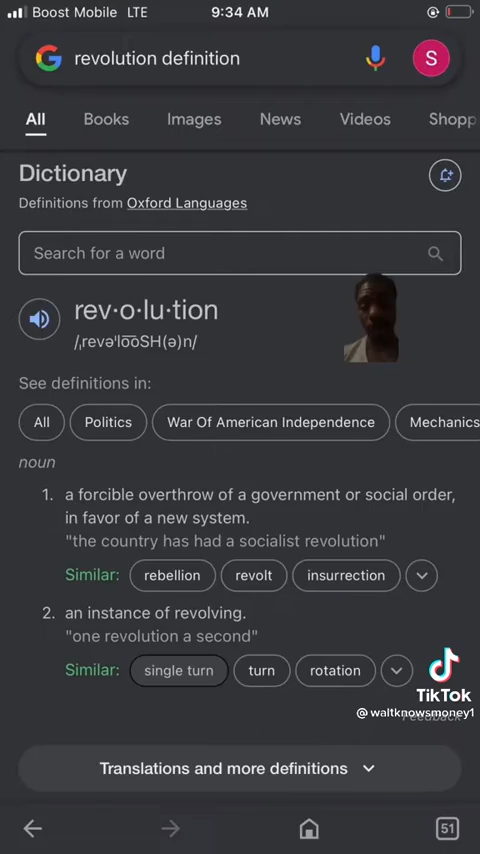 Boost Mobile LTE 9:34 AM
revolution definition S
All Books Images News Videos Shopp
Dictionary
Definitions from Oxford Languages
Search for a word
rev·o·lu·tion
/ˌrevəˈlo͞oSH(ə)n/
See definitions in:
All Politics War Of American Independence Mechanics
noun
1. a forcible overthrow of a government or social order,
in favor of a new system.
"the country has had a socialist revolution"
Similar: rebellion revolt insurrection
2. an instance of revolving.
"one revolution a second"
Similar: single turn turn rotation
TikTok
@waltknowsmoney1
Feedback
Translations and more definitions
51